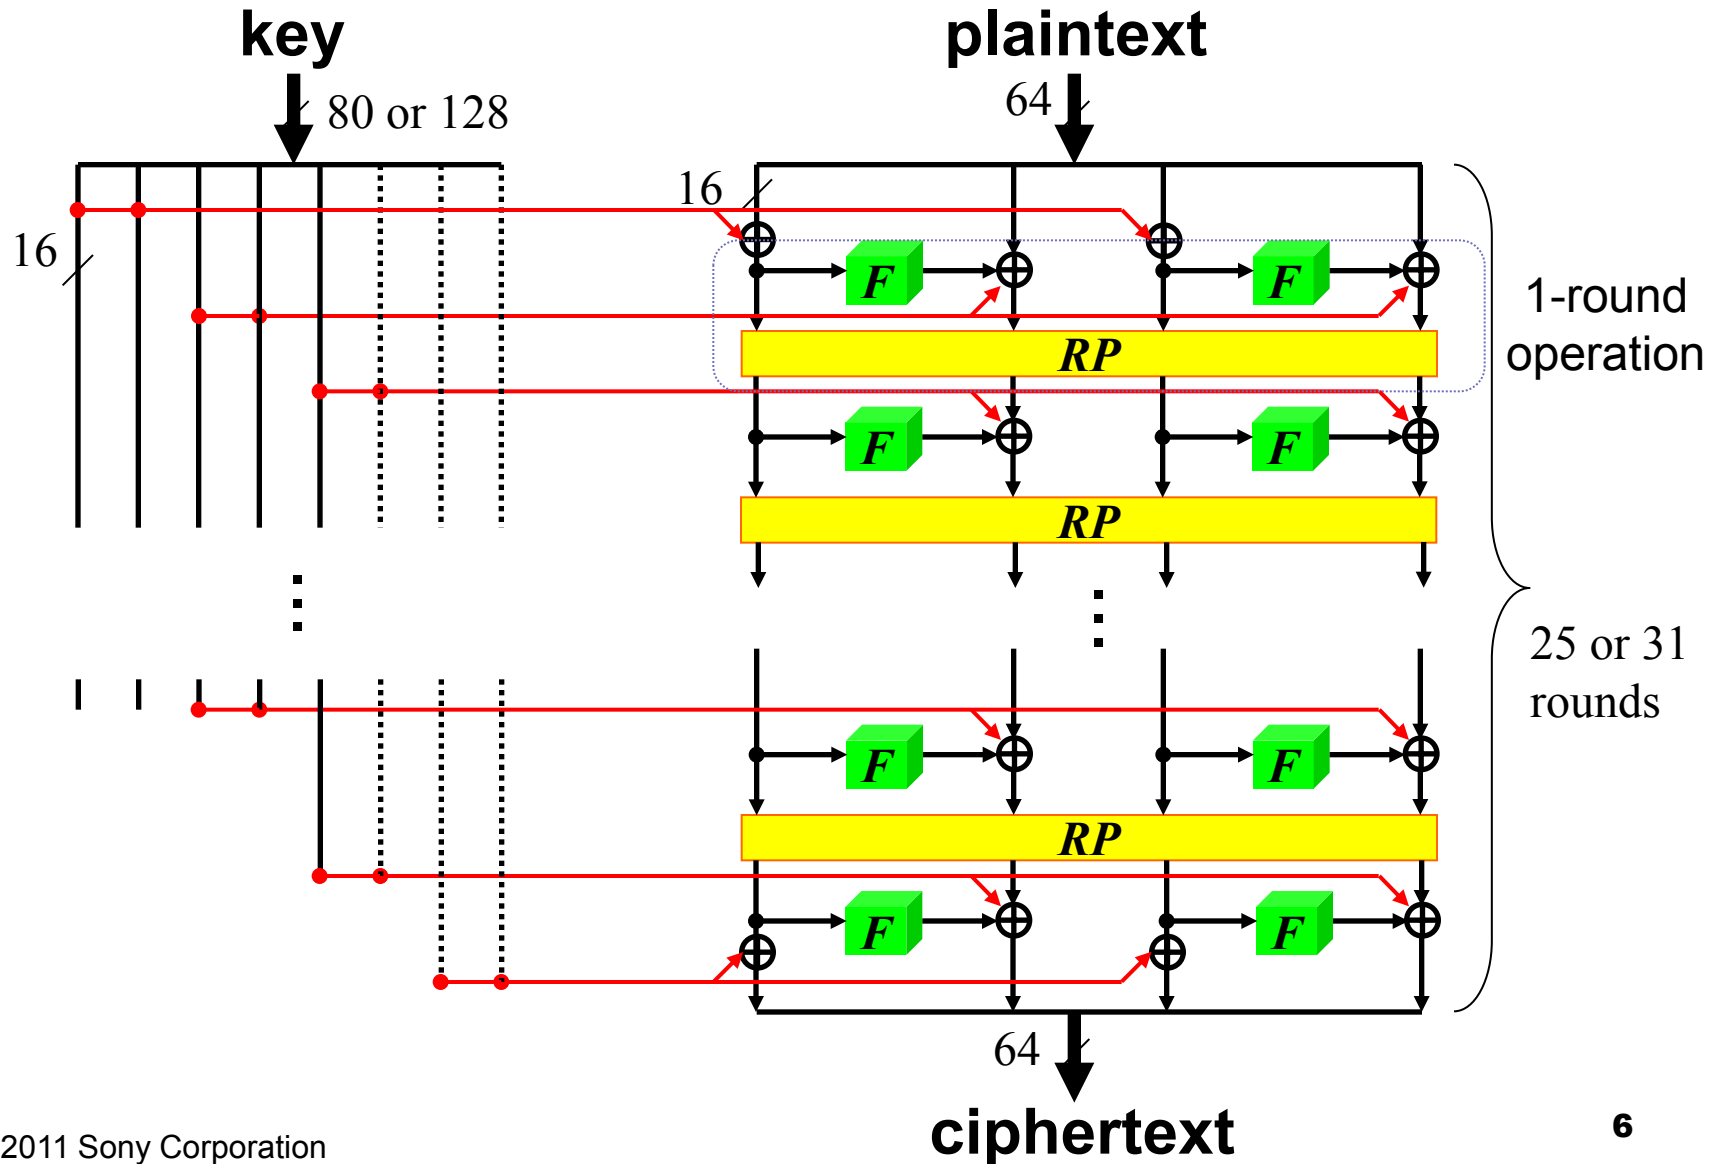 key
plaintext
80 or 128
64
16
16
F
F
1-round
operation
RP
F
F
RP
25 or 31
rounds
F
F
RP
F
F
64
ciphertext
6
2011 Sony Corporation